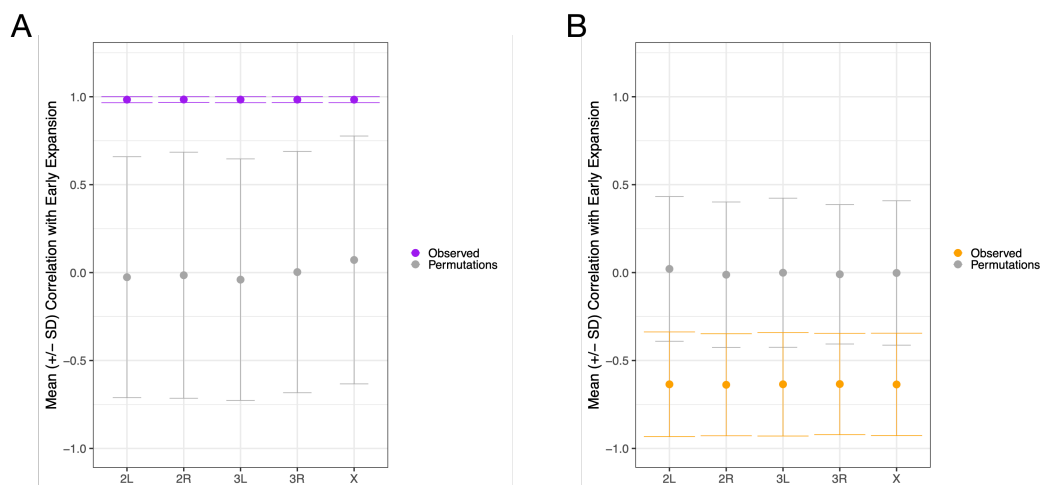 A
Mean (+/− SD) Correlation with Early Expansion
1.0
0.5
0.0
−0.5
−1.0
2L 2R 3L 3R X
Observed
Permutations
B
Mean (+/− SD) Correlation with Early Expansion
1.0
0.5
0.0
−0.5
−1.0
2L 2R 3L 3R X
Observed
Permutations